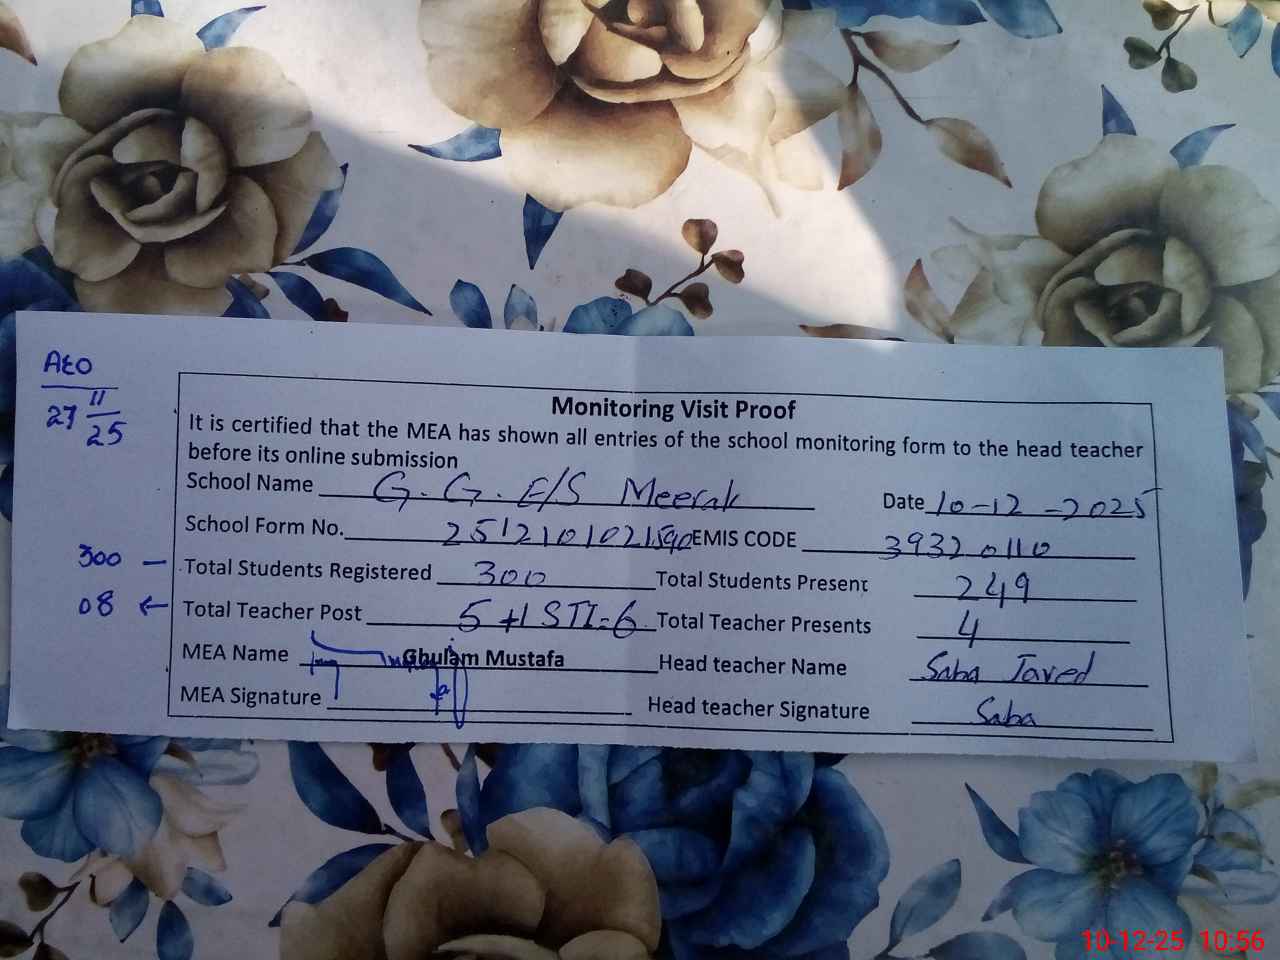 AEO
27 11/25
Monitoring Visit Proof
It is certified that the MEA has shown all entries of the school monitoring form to the head teacher
before its online submission
School Name G. G. E/S Meerak Date 10-12-2025
School Form No. 2512101021590 EMIS CODE 39320110
300 — Total Students Registered 300 Total Students Present 249
08 ← Total Teacher Post 5+1 STI=6 Total Teacher Presents 4
MEA Name Ghulam Mustafa Head teacher Name Saba Javed
MEA Signature Head teacher Signature Saba
10-12-25 10:56